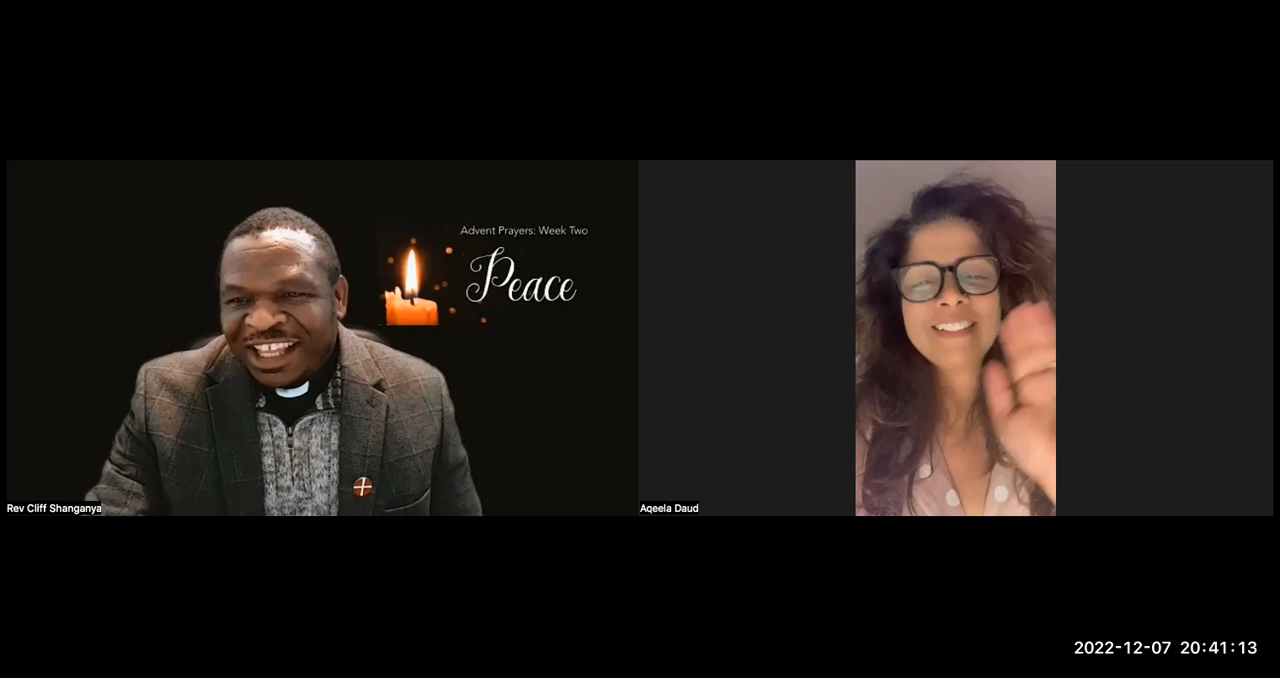 Advent Prayers: Week Two
Peace
Rev Cliff Shanganya
Aqeela Daud
2022-12-07 20:41:13